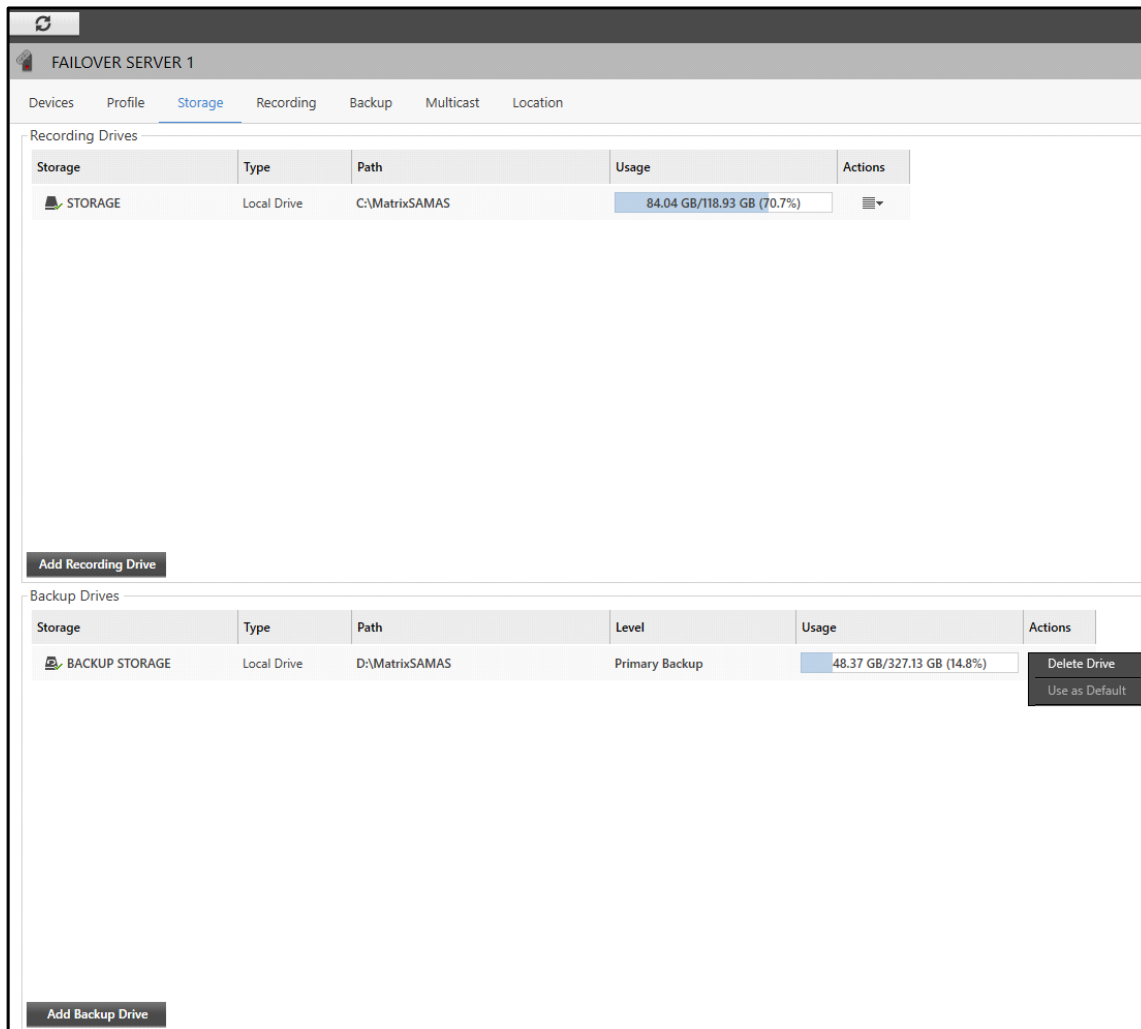 FAILOVER SERVER 1
Devices Profile Storage Recording Backup Multicast Location
Recording Drives
Storage Type Path Usage Actions
STORAGE Local Drive C:\MatrixSAMAS 84.04 GB/118.93 GB (70.7%)
Add Recording Drive
Backup Drives
Storage Type Path Level Usage Actions
BACKUP STORAGE Local Drive D:\MatrixSAMAS Primary Backup 48.37 GB/327.13 GB (14.8%) Delete Drive
Use as Default
Add Backup Drive